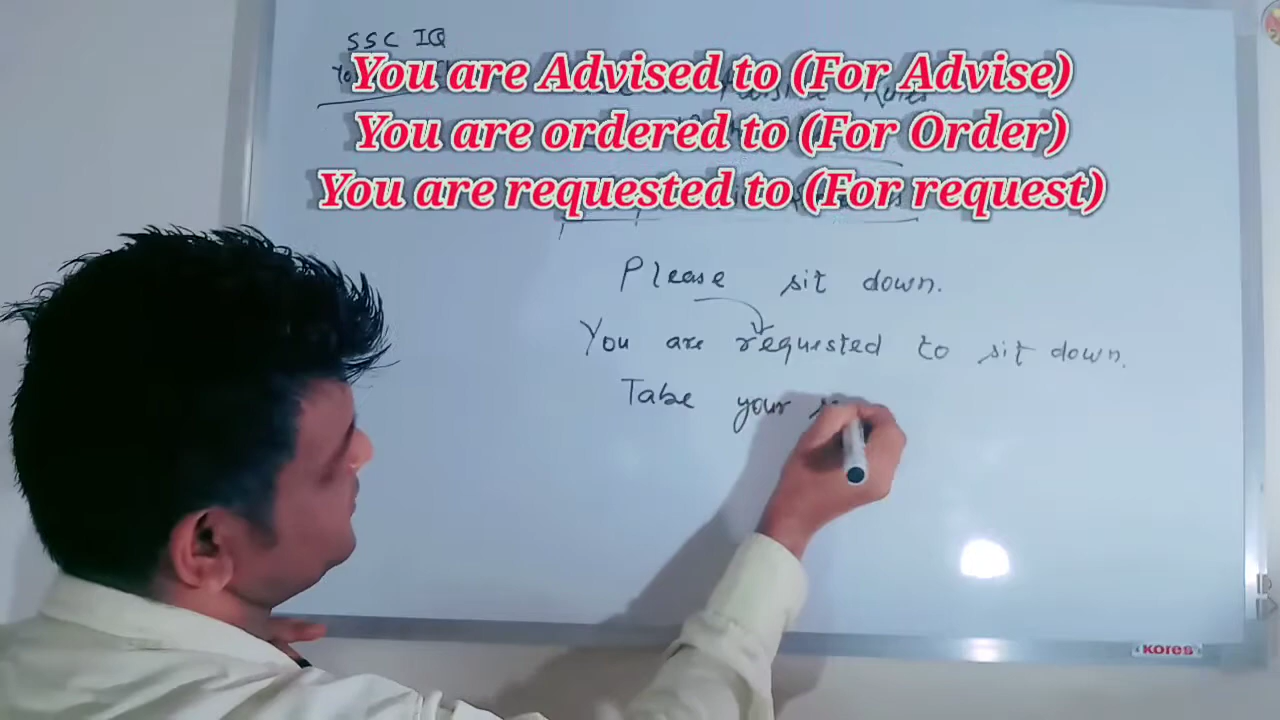 SSC IQ
You are Advised to (For Advise)
You are ordered to (For Order)
You are requested to (For request)
Please sit down.
You are requested to sit down.
Take your
KORES